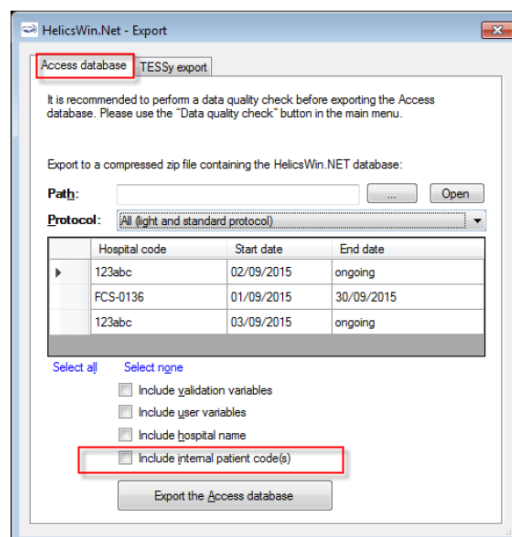 HelicsWin.Net - Export
Access database TESSy export
It is recommended to perform a data quality check before exporting the Access
database. Please use the "Data quality check" button in the main menu.
Export to a compressed zip file containing the HelicsWin.NET database:
Path: ... Open
Protocol: All (light and standard protocol)
Hospital code Start date End date
123abc 02/09/2015 ongoing
FCS-0136 01/09/2015 30/09/2015
123abc 03/09/2015 ongoing
Select all Select none
Include validation variables
Include user variables
Include hospital name
Include internal patient code(s)
Export the Access database